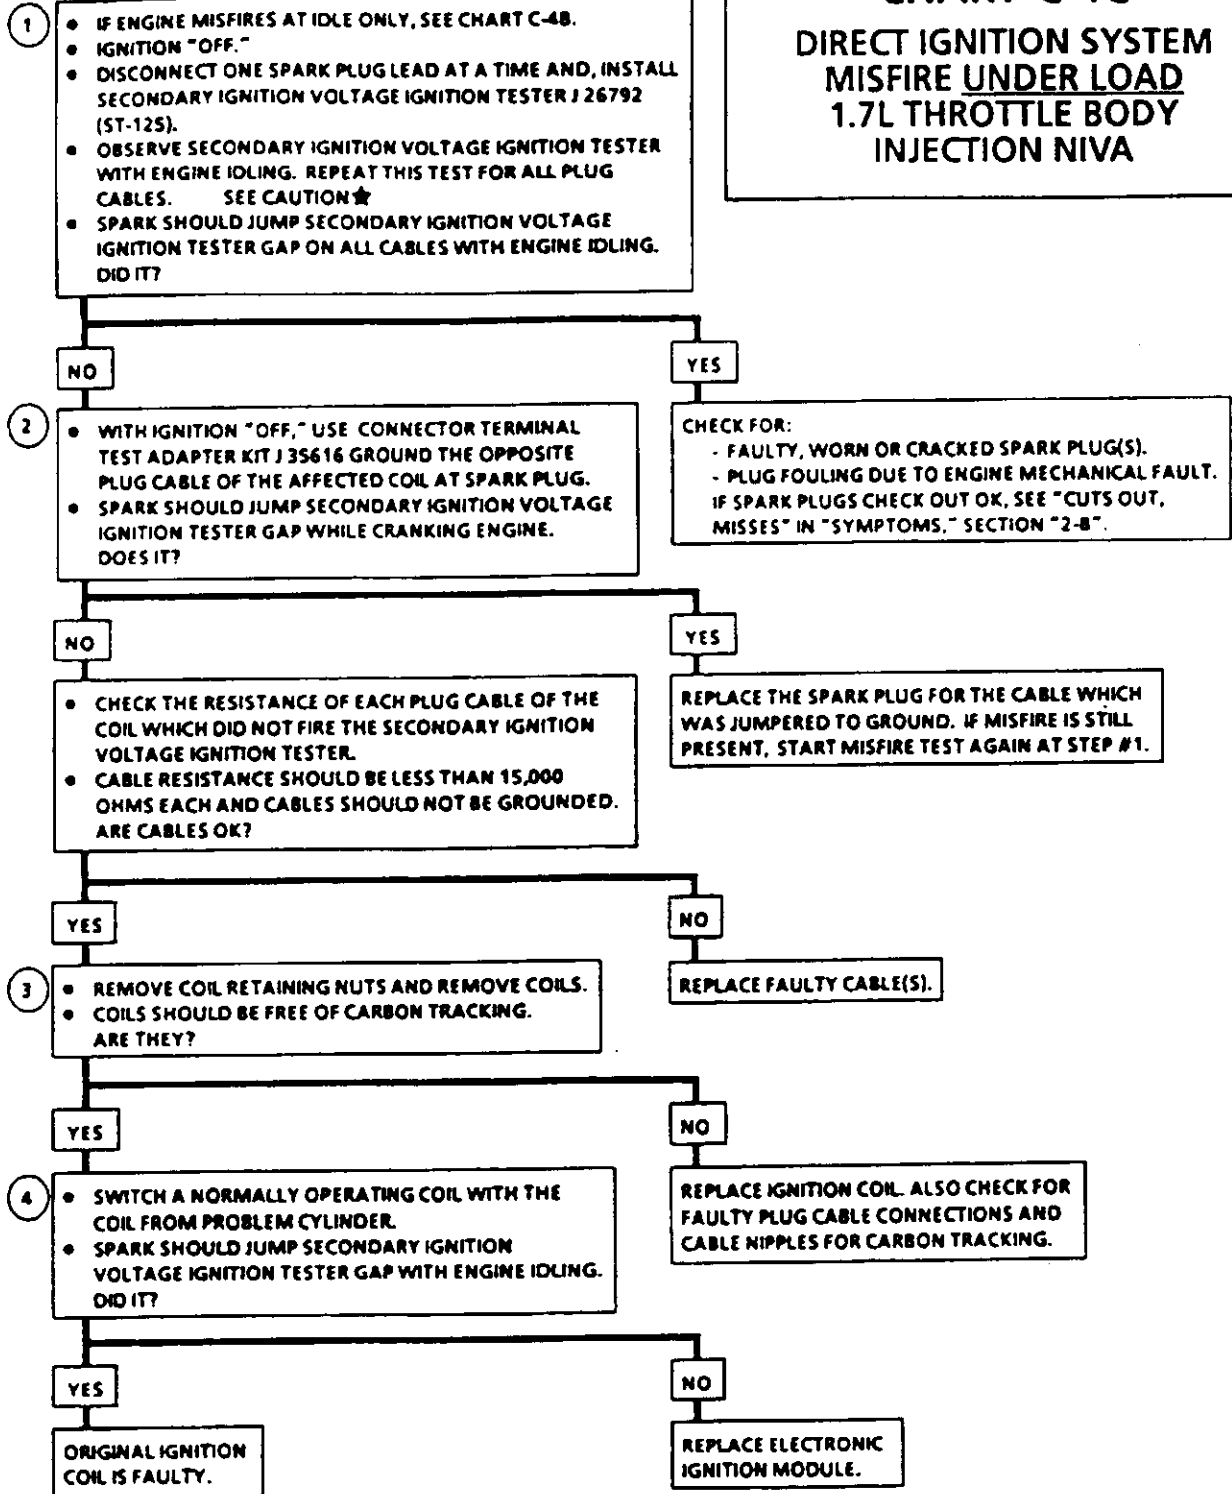 1
● IF ENGINE MISFIRES AT IDLE ONLY, SEE CHART C-4B.
● IGNITION "OFF."
● DISCONNECT ONE SPARK PLUG LEAD AT A TIME AND, INSTALL
SECONDARY IGNITION VOLTAGE IGNITION TESTER J 26792
(ST-125).
● OBSERVE SECONDARY IGNITION VOLTAGE IGNITION TESTER
WITH ENGINE IDLING. REPEAT THIS TEST FOR ALL PLUG
CABLES. SEE CAUTION★
● SPARK SHOULD JUMP SECONDARY IGNITION VOLTAGE
IGNITION TESTER GAP ON ALL CABLES WITH ENGINE IDLING.
DID IT?
DIRECT IGNITION SYSTEM
MISFIRE UNDER LOAD
1.7L THROTTLE BODY
INJECTION NIVA
NO
YES
2
● WITH IGNITION "OFF," USE CONNECTOR TERMINAL
TEST ADAPTER KIT J 35616 GROUND THE OPPOSITE
PLUG CABLE OF THE AFFECTED COIL AT SPARK PLUG.
● SPARK SHOULD JUMP SECONDARY IGNITION VOLTAGE
IGNITION TESTER GAP WHILE CRANKING ENGINE.
DOES IT?
CHECK FOR:
- FAULTY, WORN OR CRACKED SPARK PLUG(S).
- PLUG FOULING DUE TO ENGINE MECHANICAL FAULT.
IF SPARK PLUGS CHECK OUT OK, SEE "CUTS OUT,
MISSES" IN "SYMPTOMS," SECTION "2-B".
NO
YES
● CHECK THE RESISTANCE OF EACH PLUG CABLE OF THE
COIL WHICH DID NOT FIRE THE SECONDARY IGNITION
VOLTAGE IGNITION TESTER.
● CABLE RESISTANCE SHOULD BE LESS THAN 15,000
OHMS EACH AND CABLES SHOULD NOT BE GROUNDED.
ARE CABLES OK?
REPLACE THE SPARK PLUG FOR THE CABLE WHICH
WAS JUMPERED TO GROUND. IF MISFIRE IS STILL
PRESENT, START MISFIRE TEST AGAIN AT STEP #1.
YES
NO
3
● REMOVE COIL RETAINING NUTS AND REMOVE COILS.
● COILS SHOULD BE FREE OF CARBON TRACKING.
ARE THEY?
REPLACE FAULTY CABLE(S).
YES
NO
4
● SWITCH A NORMALLY OPERATING COIL WITH THE
COIL FROM PROBLEM CYLINDER.
● SPARK SHOULD JUMP SECONDARY IGNITION
VOLTAGE IGNITION TESTER GAP WITH ENGINE IDLING.
DID IT?
REPLACE IGNITION COIL. ALSO CHECK FOR
FAULTY PLUG CABLE CONNECTIONS AND
CABLE NIPPLES FOR CARBON TRACKING.
YES
NO
ORIGINAL IGNITION
COIL IS FAULTY.
REPLACE ELECTRONIC
IGNITION MODULE.